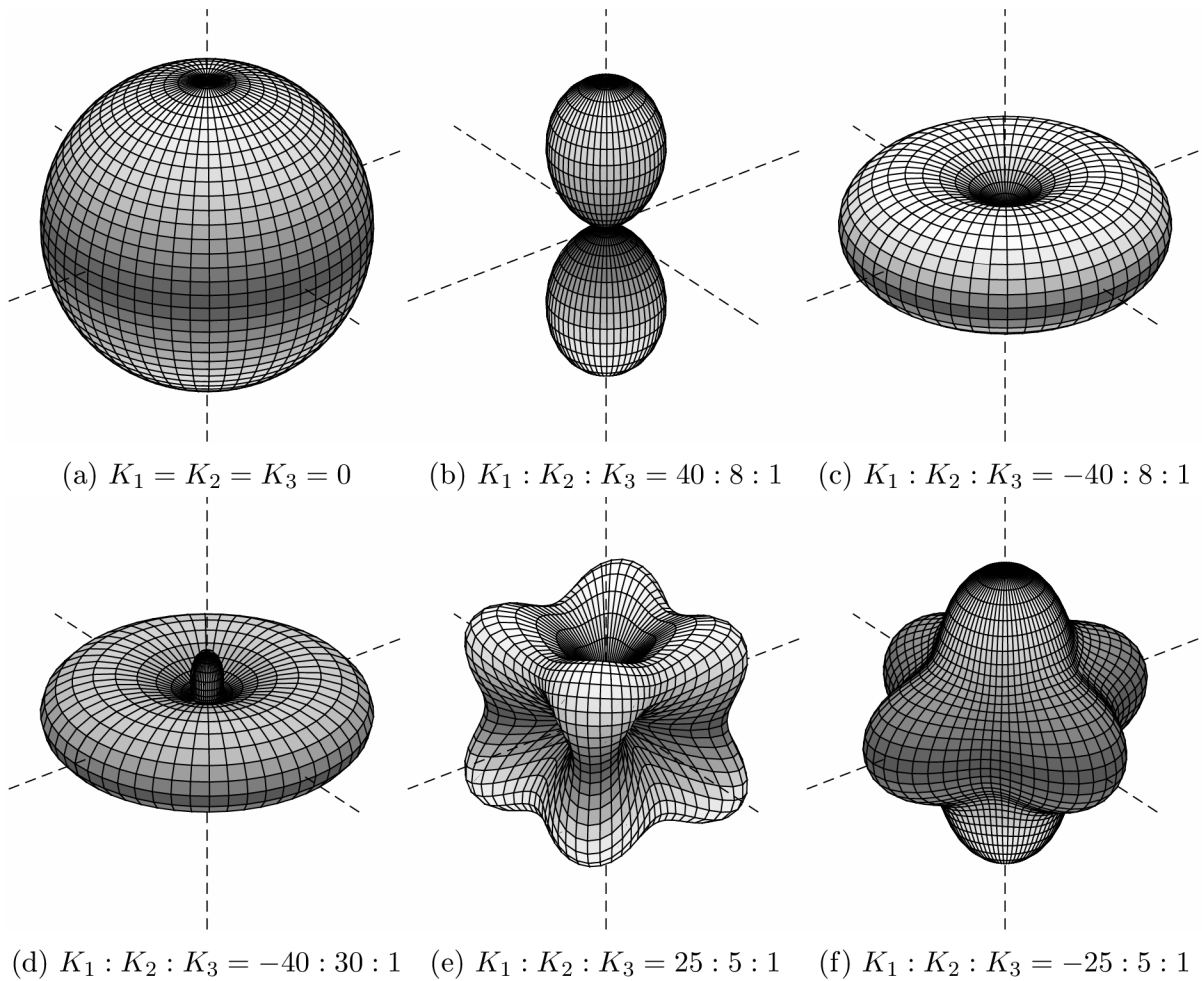 (a) $K_1 = K_2 = K_3 = 0$
(b) $K_1 : K_2 : K_3 = 40 : 8 : 1$
(c) $K_1 : K_2 : K_3 = -40 : 8 : 1$
(d) $K_1 : K_2 : K_3 = -40 : 30 : 1$
(e) $K_1 : K_2 : K_3 = 25 : 5 : 1$
(f) $K_1 : K_2 : K_3 = -25 : 5 : 1$